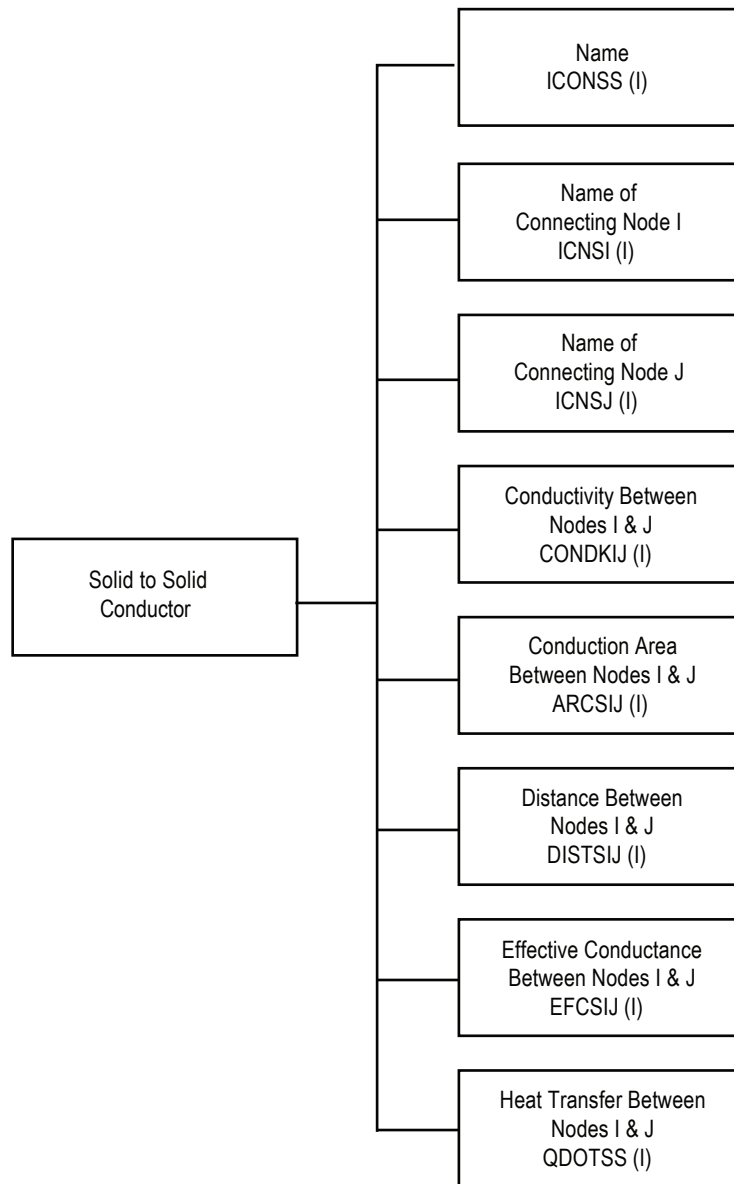 Name
ICONSS (I)
Name of
Connecting Node I
ICNSI (I)
Name of
Connecting Node J
ICNSJ (I)
Conductivity Between
Nodes I & J
CONDKIJ (I)
Solid to Solid
Conductor
Conduction Area
Between Nodes I & J
ARCSIJ (I)
Distance Between
Nodes I & J
DISTSIJ (I)
Effective Conductance
Between Nodes I & J
EFCSIJ (I)
Heat Transfer Between
Nodes I & J
QDOTSS (I)